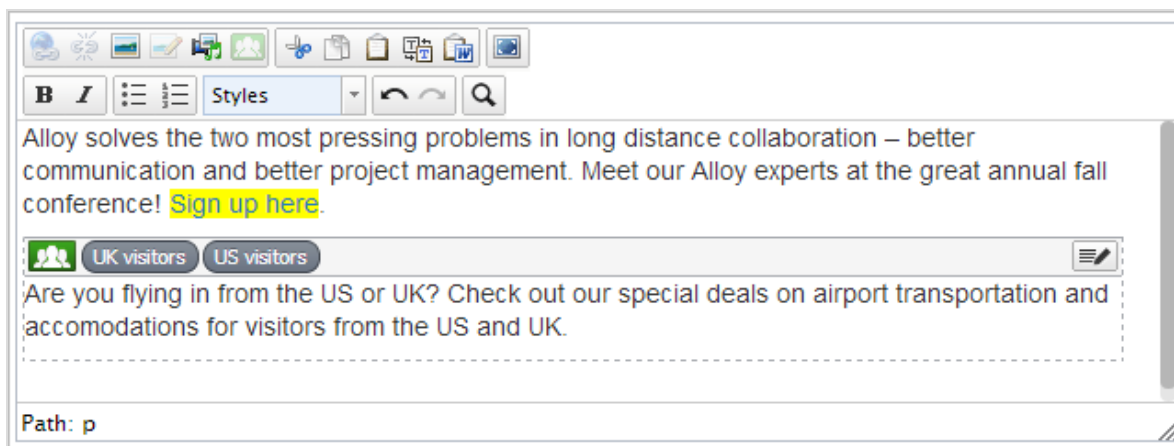 B I Styles
Alloy solves the two most pressing problems in long distance collaboration – better
communication and better project management. Meet our Alloy experts at the great annual fall
conference! Sign up here.
UK visitors US visitors
Are you flying in from the US or UK? Check out our special deals on airport transportation and
accomodations for visitors from the US and UK.
Path: p